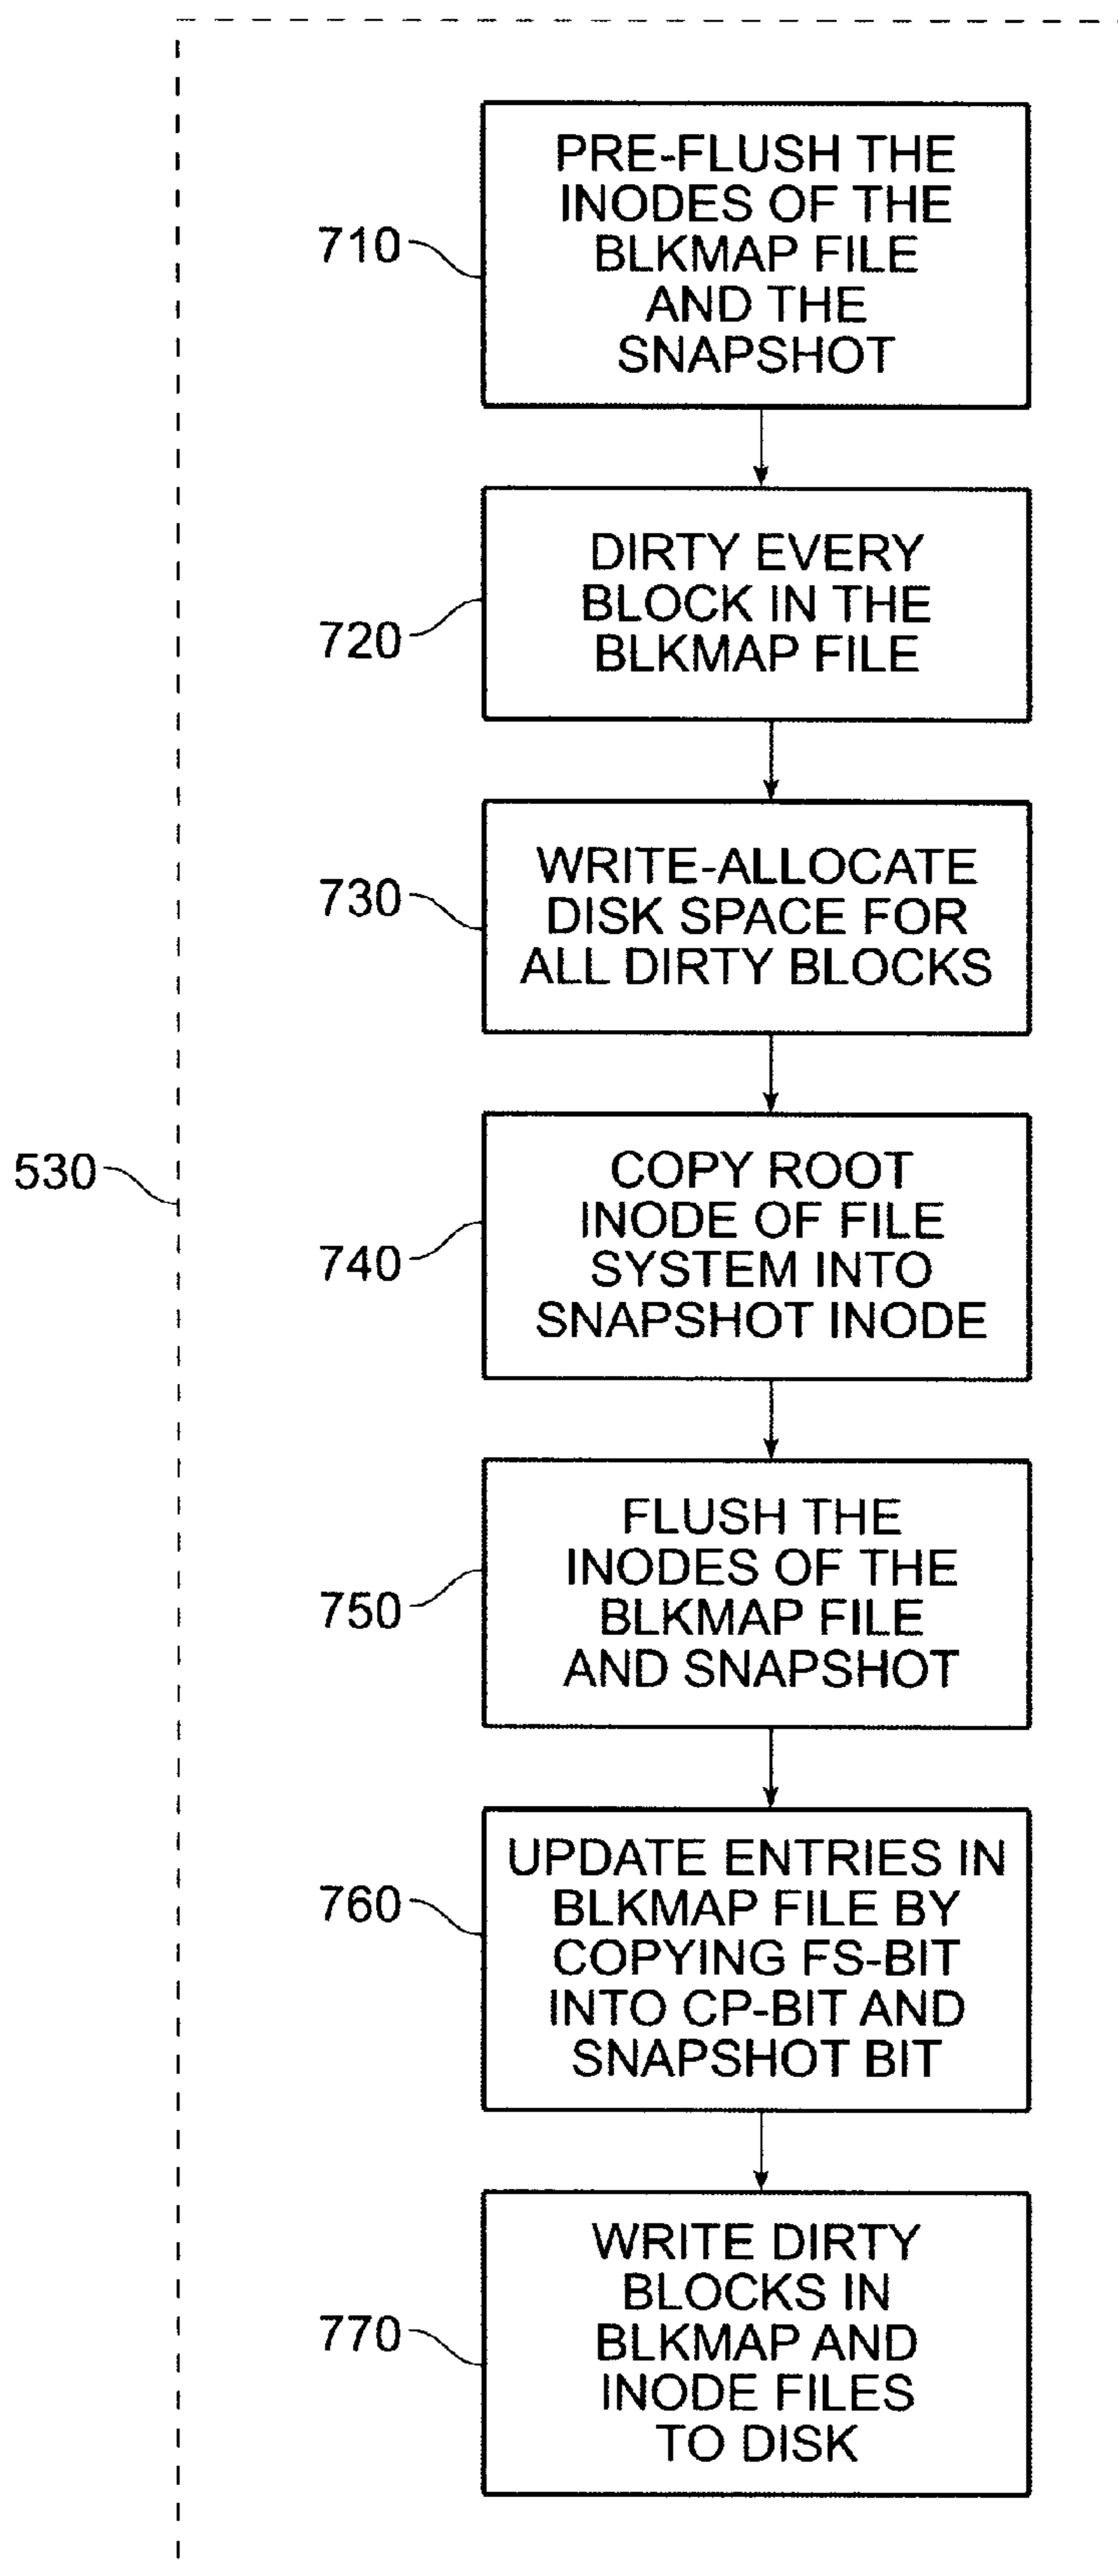 PRE-FLUSH THE
INODES OF THE
BLKMAP FILE
AND THE
SNAPSHOT
710
DIRTY EVERY
BLOCK IN THE
BLKMAP FILE
720
WRITE-ALLOCATE
DISK SPACE FOR
ALL DIRTY BLOCKS
730
530
COPY ROOT
INODE OF FILE
SYSTEM INTO
SNAPSHOT INODE
740
FLUSH THE
INODES OF THE
BLKMAP FILE
AND SNAPSHOT
750
UPDATE ENTRIES IN
BLKMAP FILE BY
COPYING FS-BIT
INTO CP-BIT AND
SNAPSHOT BIT
760
WRITE DIRTY
BLOCKS IN
BLKMAP AND
INODE FILES
TO DISK
770